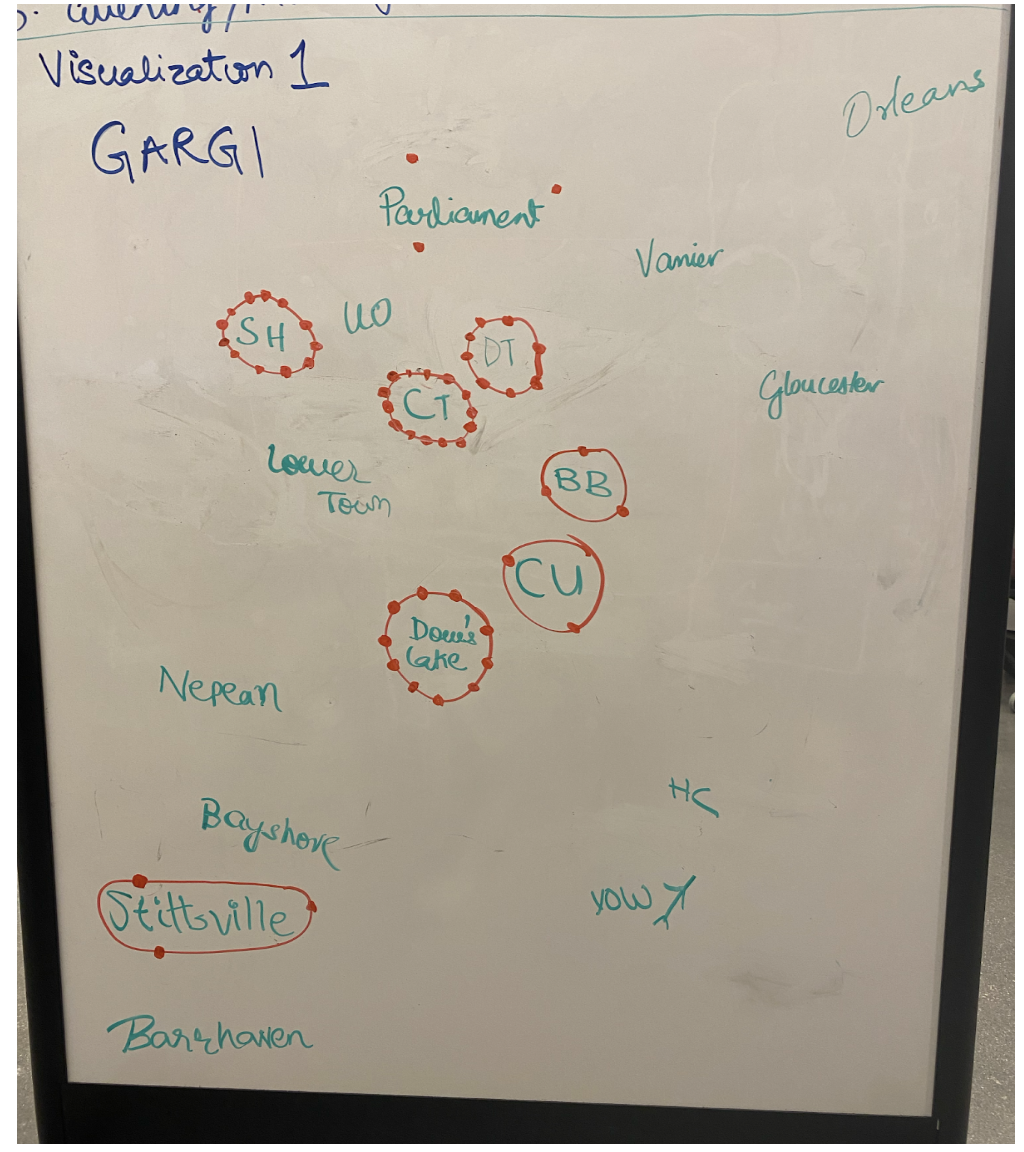 Visualization 1
GARGI
Orleans
Parliament
Vanier
UO
SH
DT
CT
Gloucester
Lower
Town
BB
CU
Dow's
Lake
Nepean
HC
Bayshore
YOW
Stittsville
Barrhaven